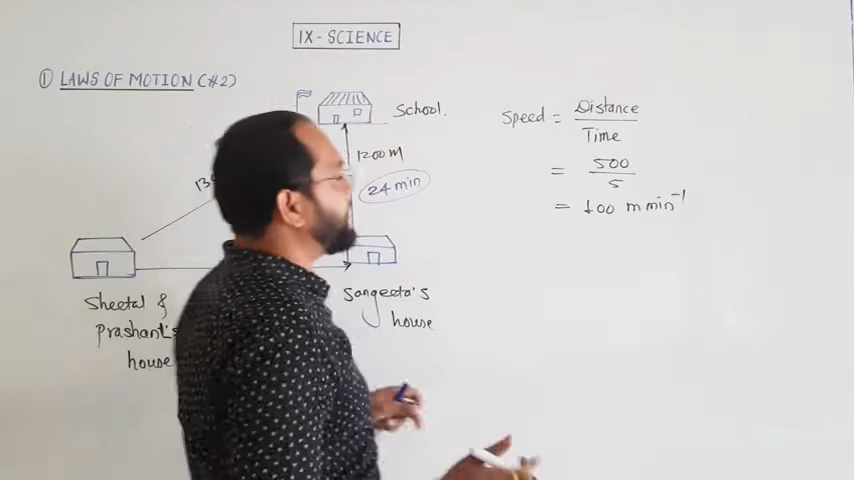 IX - SCIENCE
① LAWS OF MOTION (#2)
School.
1200 M
24 min
13
Sheetal &
Prashant's
house
Sangeeta's
house
Speed = Distance
Time
= 500
5
= 100 m min⁻¹